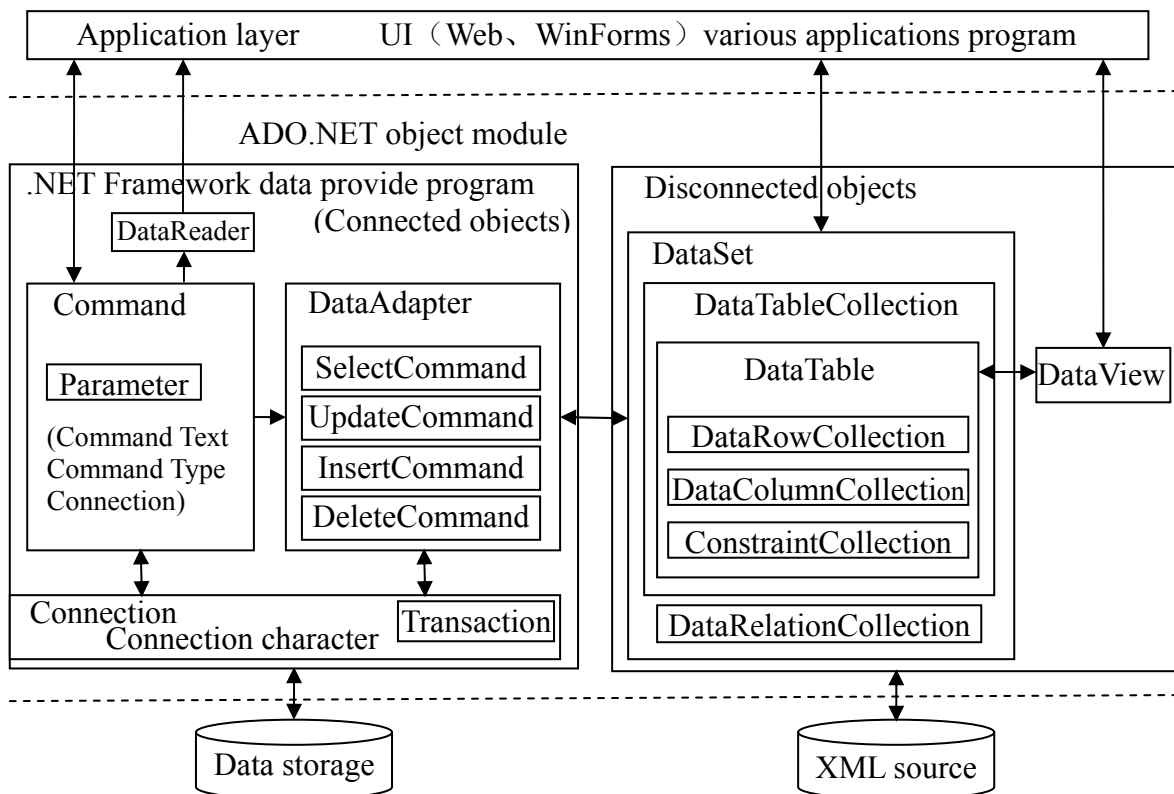 Application layer UI（Web、WinForms）various applications program
ADO.NET object module
.NET Framework data provide program
(Connected objects)
DataReader
Command
Parameter
(Command Text
Command Type
Connection)
DataAdapter
SelectCommand
UpdateCommand
InsertCommand
DeleteCommand
Connection
Connection character
Transaction
Disconnected objects
DataSet
DataTableCollection
DataTable
DataRowCollection
DataColumnCollection
ConstraintCollection
DataRelationCollection
DataView
Data storage
XML source